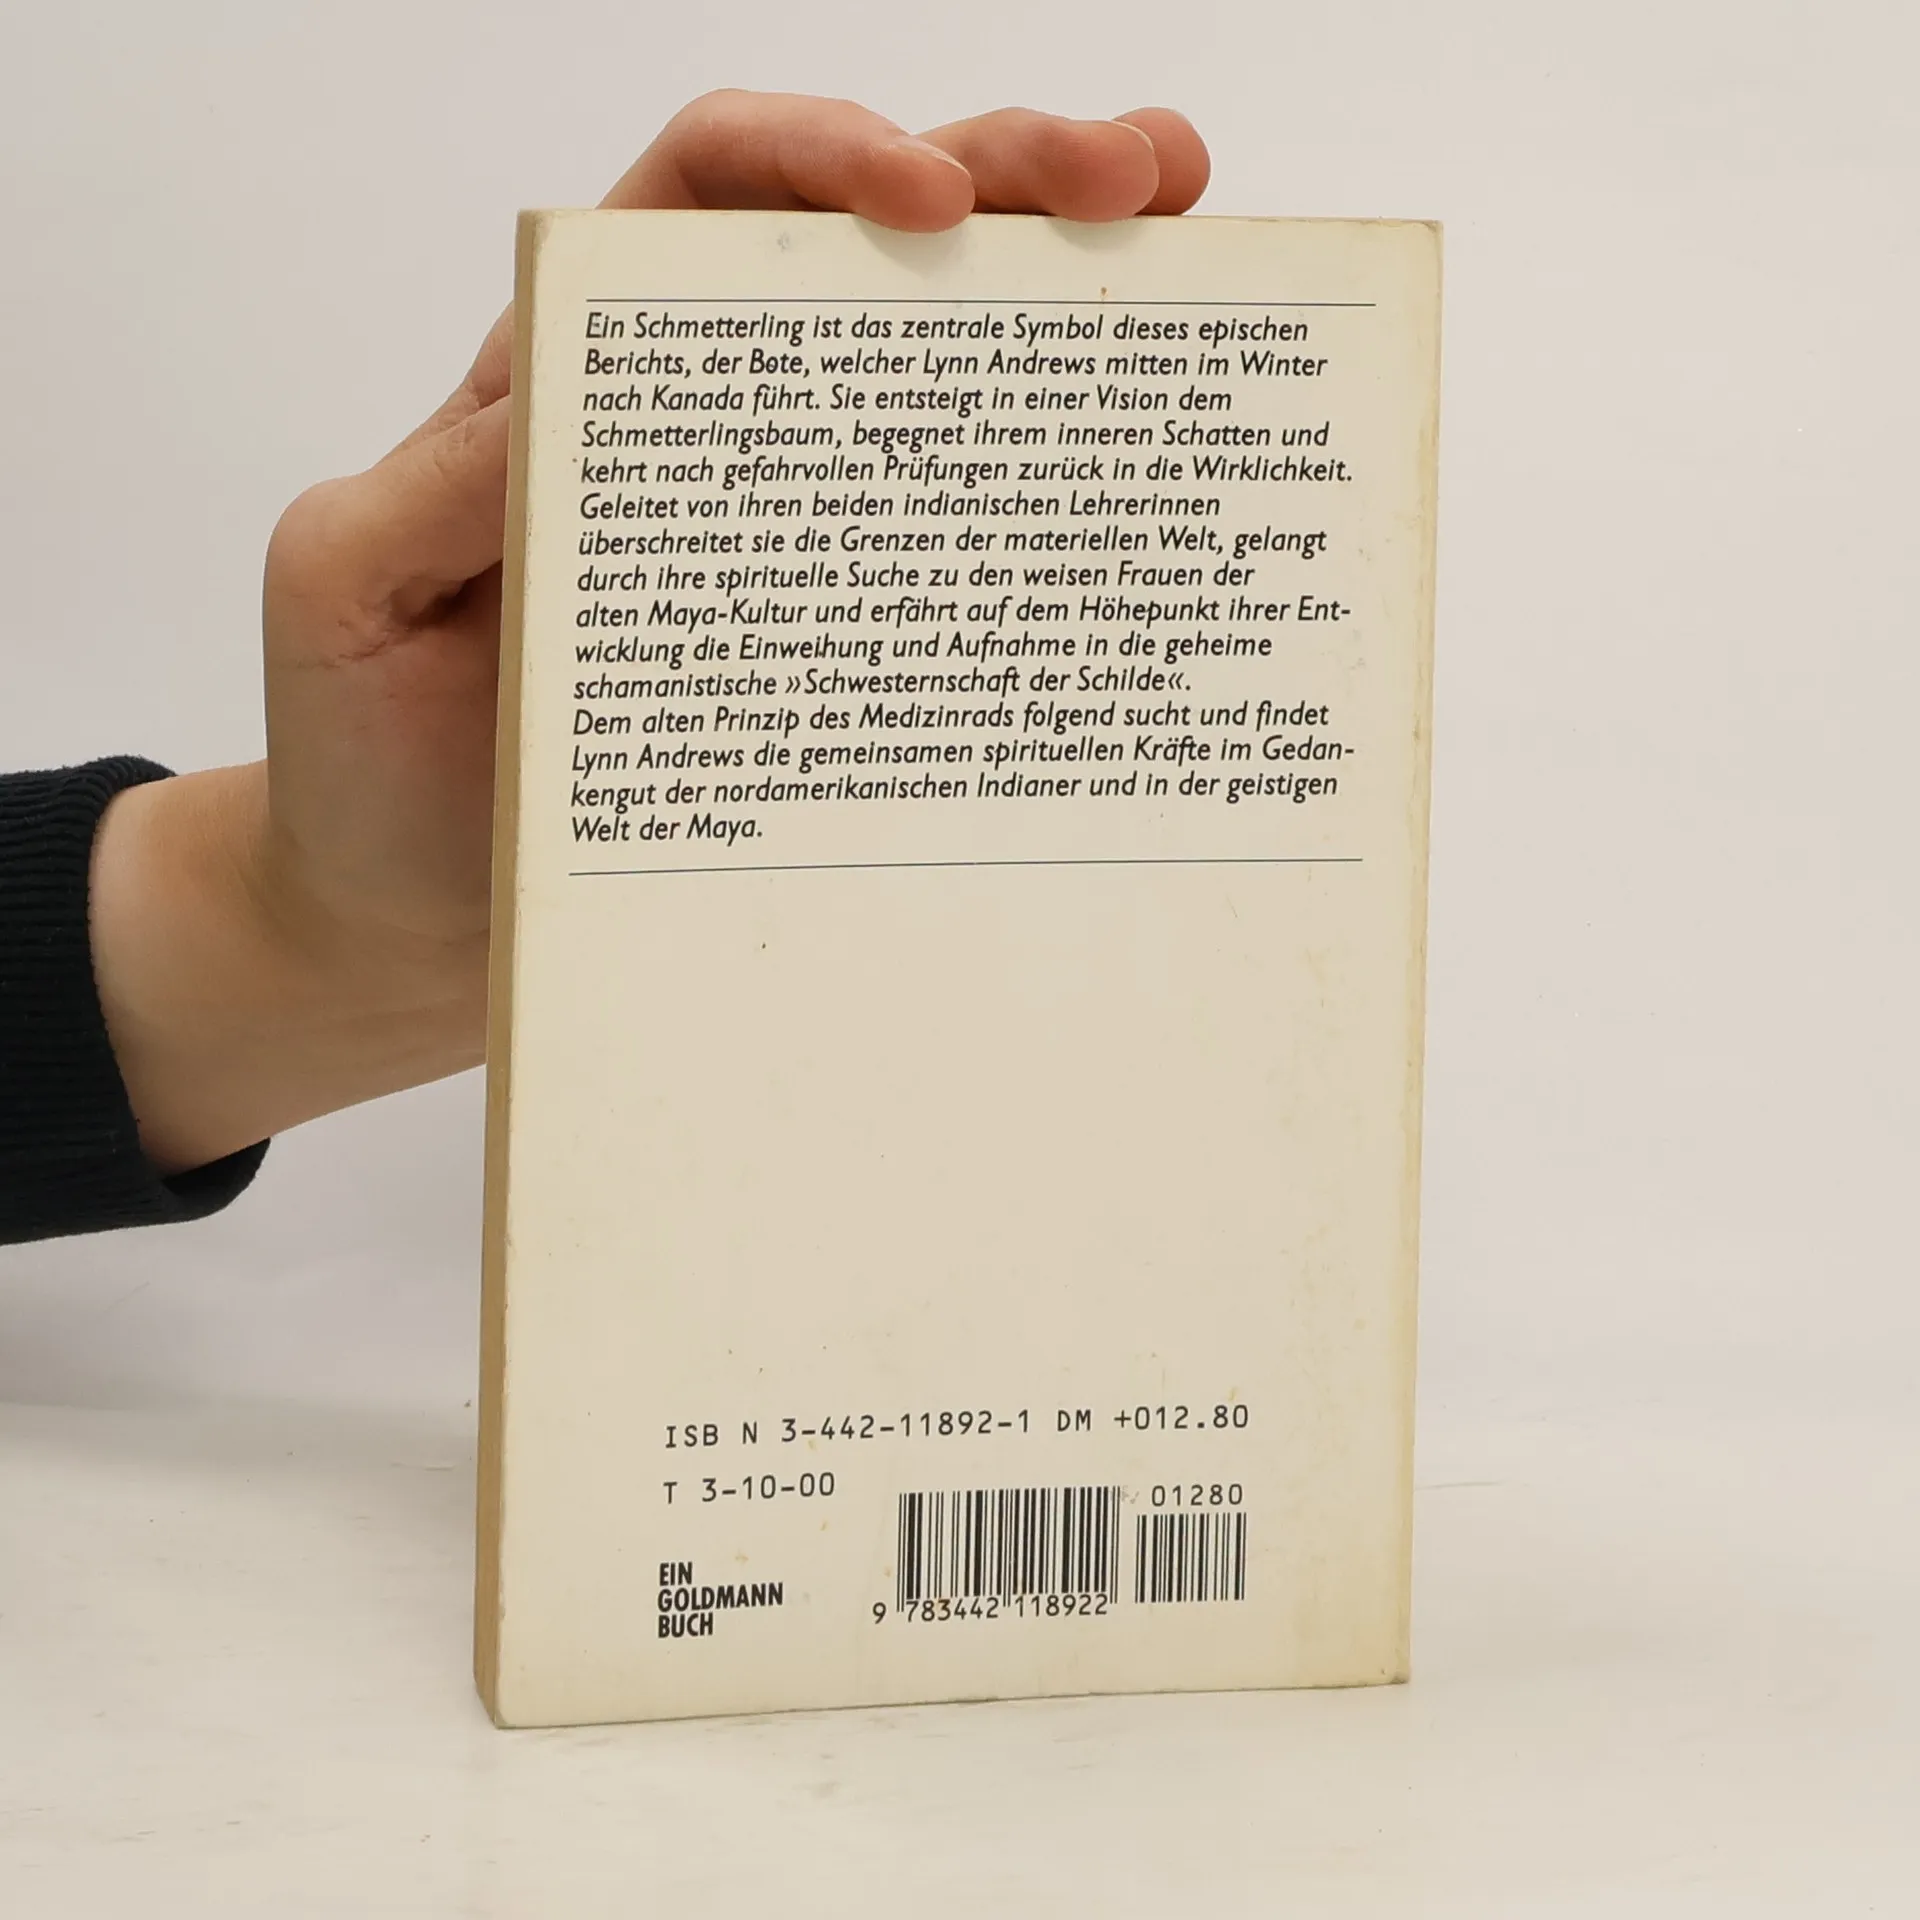 Ein Schmetterling ist das zentrale Symbol dieses epischen
Berichts, der Bote, welcher Lynn Andrews mitten im Winter
nach Kanada führt. Sie entsteigt in einer Vision dem
Schmetterlingsbaum, begegnet ihrem inneren Schatten und
kehrt nach gefahrvollen Prüfungen zurück in die Wirklichkeit.
Geleitet von ihren beiden indianischen Lehrerinnen
überschreitet sie die Grenzen der materiellen Welt, gelangt
durch ihre spirituelle Suche zu den weisen Frauen der
alten Maya-Kultur und erfährt auf dem Höhepunkt ihrer Ent-
wicklung die Einweihung und Aufnahme in die geheime
schamanistische »Schwesternschaft der Schilde«.
Dem alten Prinzip des Medizinrads folgend sucht und findet
Lynn Andrews die gemeinsamen spirituellen Kräfte im Gedan-
kengut der nordamerikanischen Indianer und in der geistigen
Welt der Maya.
ISB N 3-442-11892-1 DM +012.80
T 3-10-00
01280
9 783442 118922
EIN
GOLDMANN
BUCH